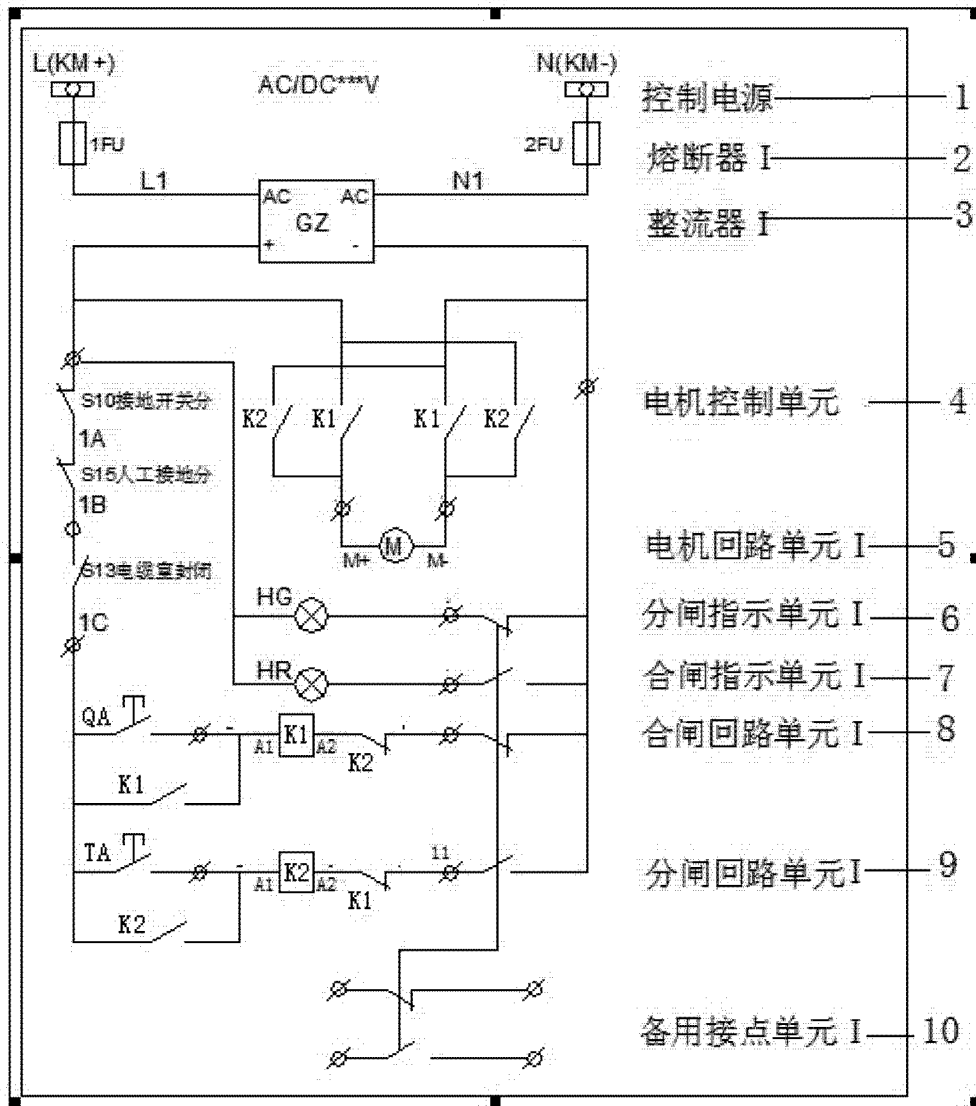 L(KM+)
AC/DC***V
N(KM-)
控制电源 1
1FU
2FU
熔断器 I 2
L1
N1
AC AC
GZ
+ -
整流器 I 3
S10接地开关分
K2 K1 K1 K2
电机控制单元 4
1A
S15人工接地分
1B
M+ M M-
电机回路单元 I 5
S13电缆室封闭
HG
分闸指示单元 I 6
1C
HR
合闸指示单元 I 7
QA
A1 K1 A2
K2
合闸回路单元 I 8
K1
TA
A1 K2 A2
K1
11
分闸回路单元 I 9
K2
备用接点单元 I 10